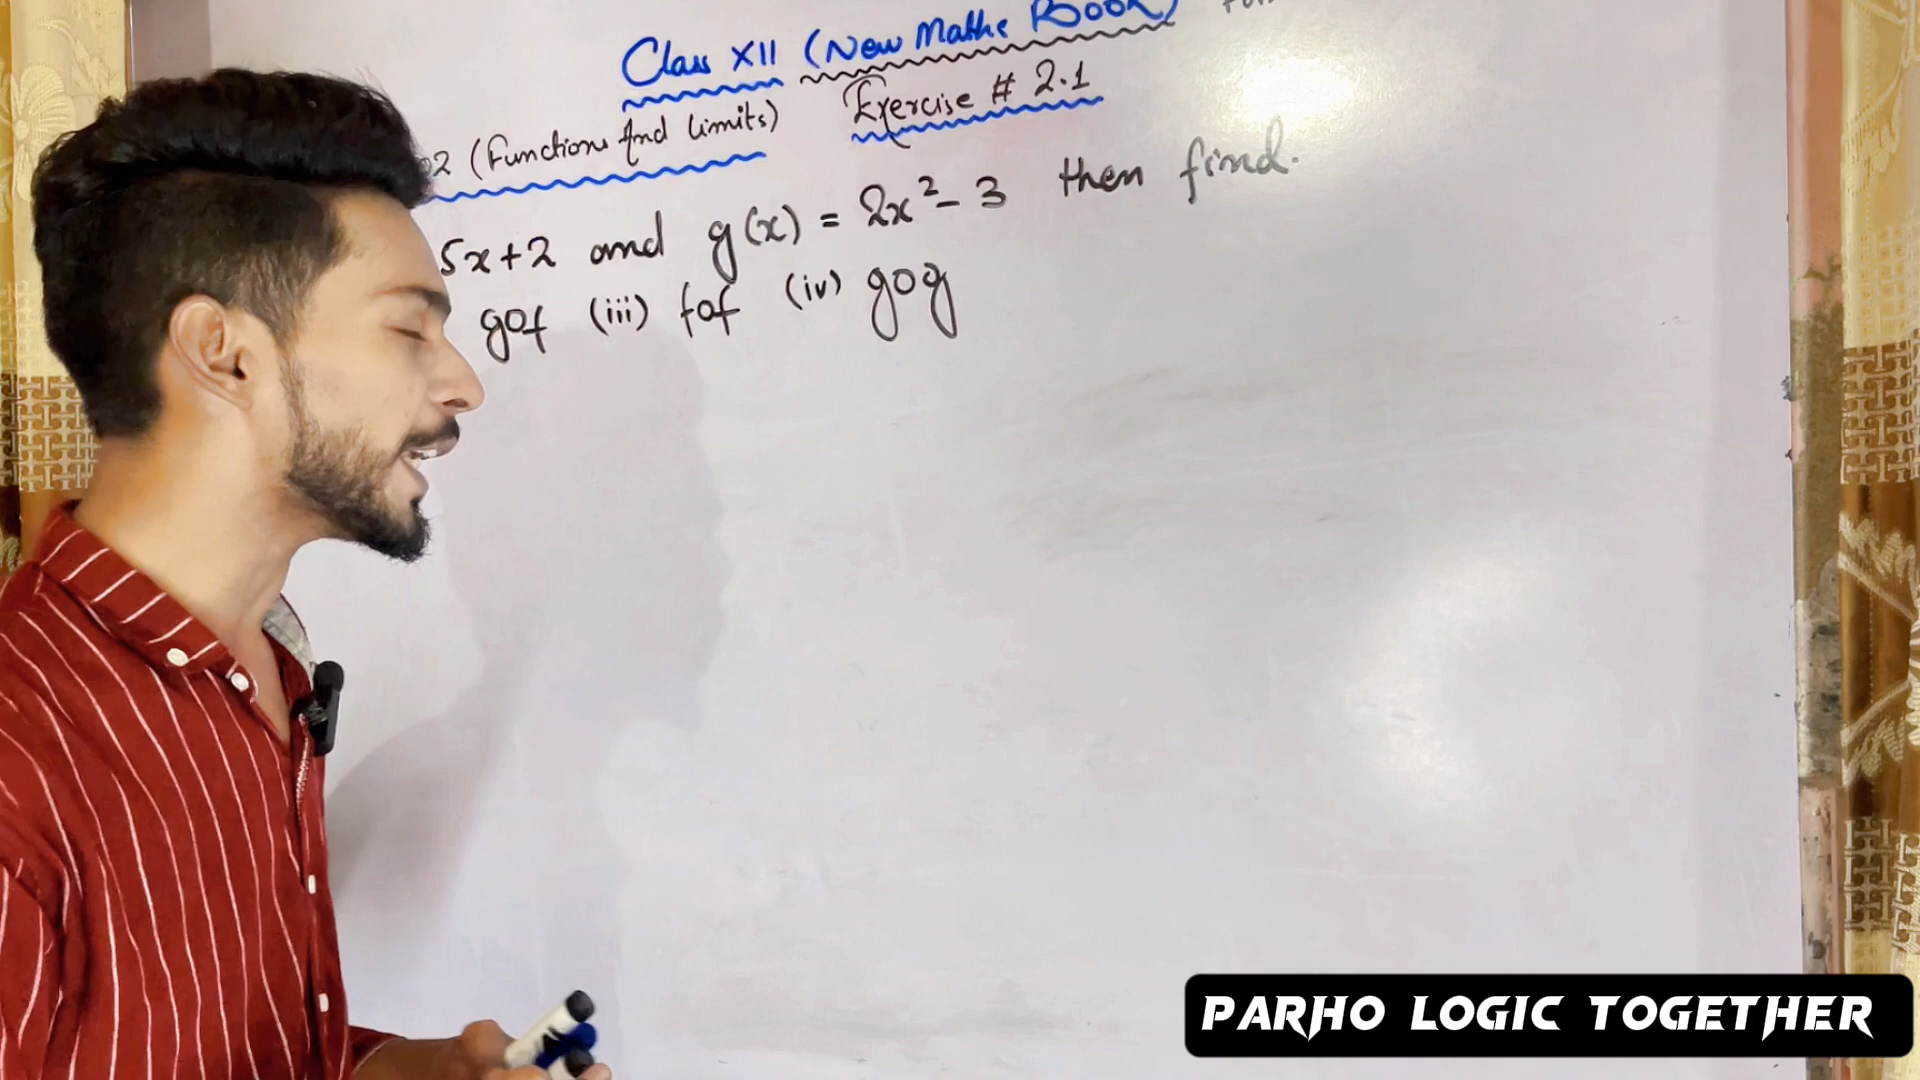 Class XII (New Maths Book)
2 (Functions And Limits) Exercise # 2.1
5x+2 and g(x) = 2x²-3 then find.
gof (iii) fof (iv) gog
PARHO LOGIC TOGETHER